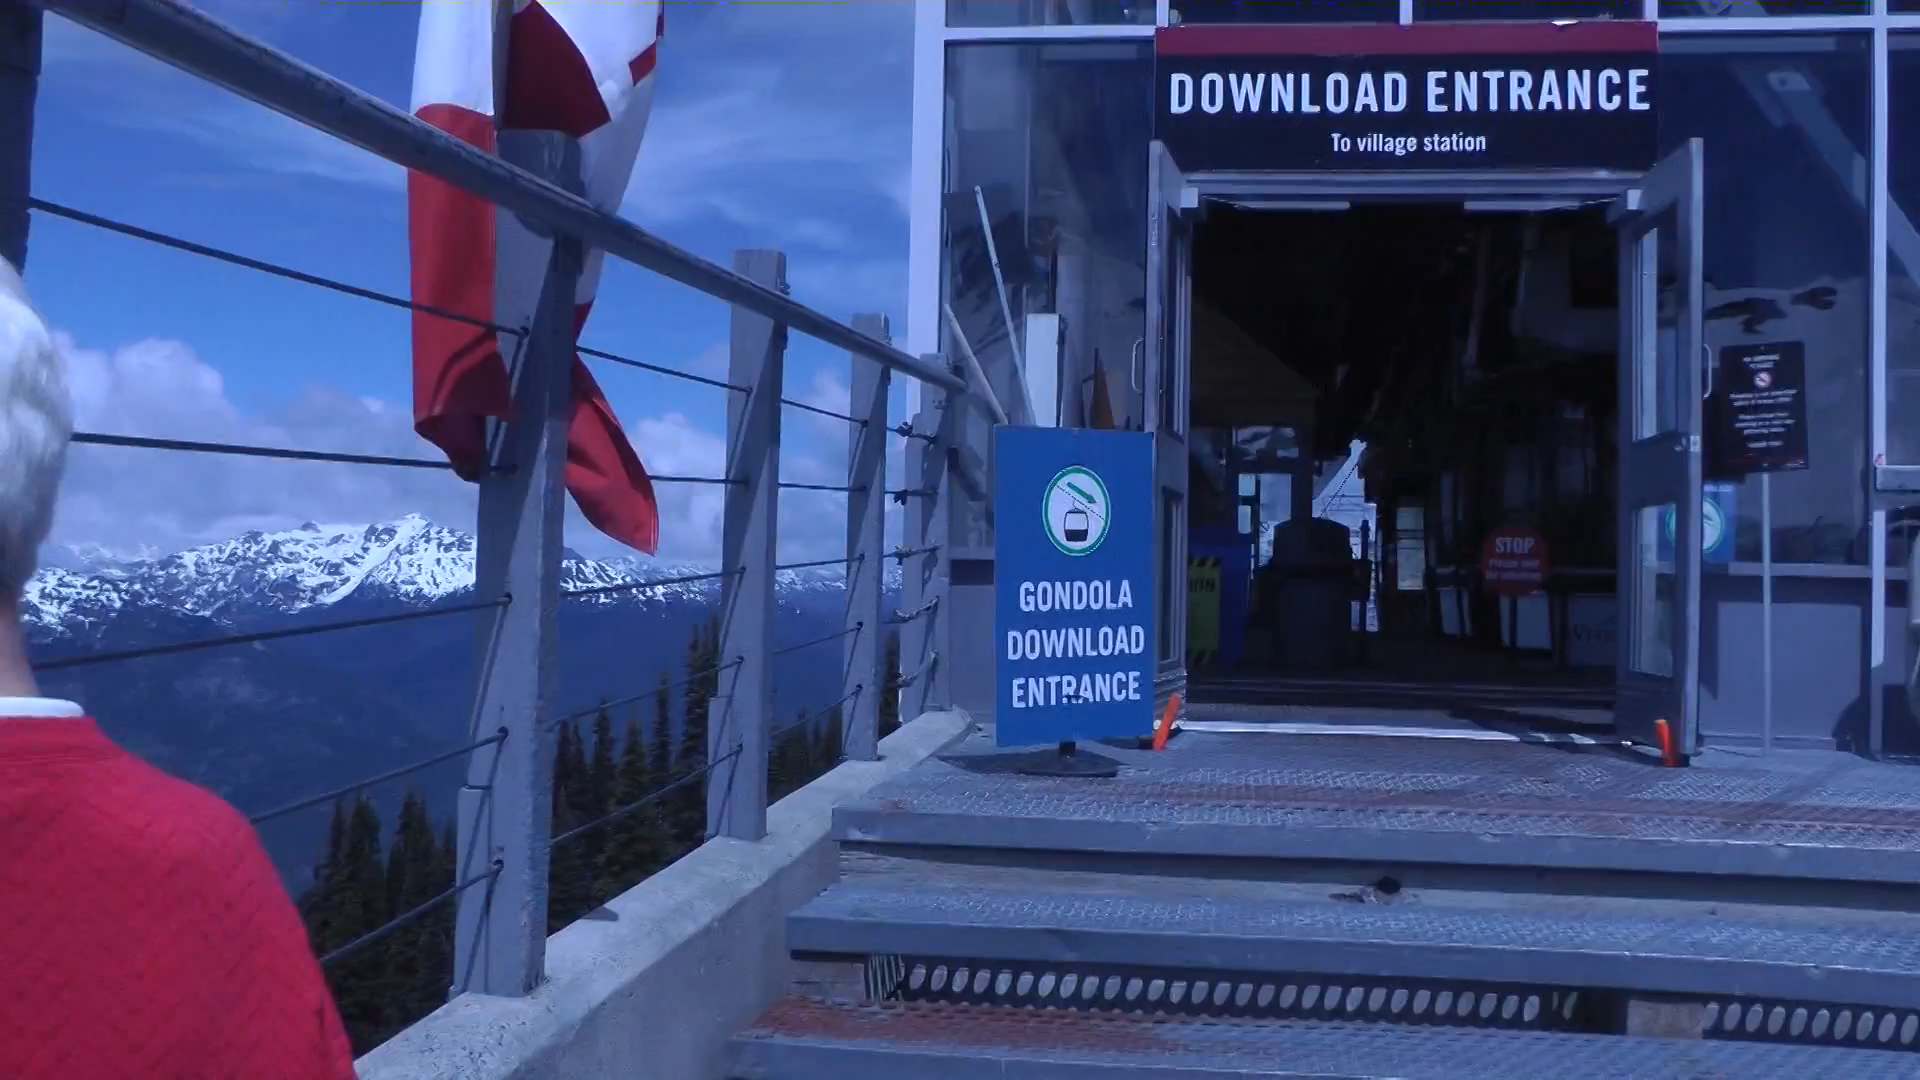 DOWNLOAD ENTRANCE
To village station
GONDOLA
DOWNLOAD
ENTRANCE
STOP